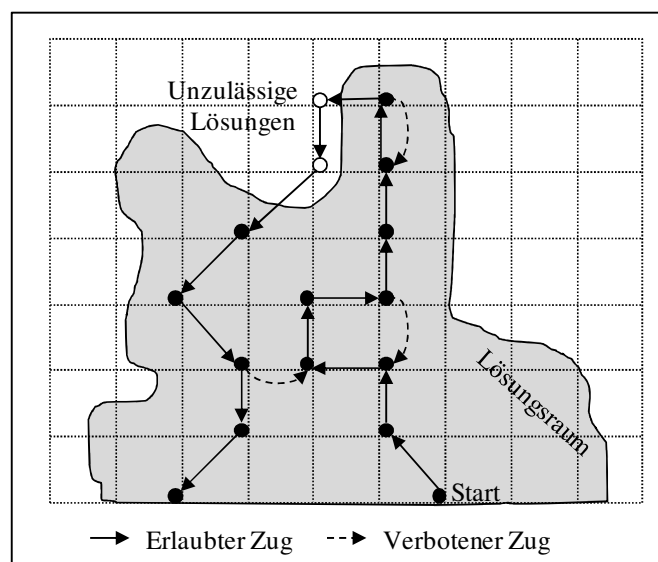 Unzulässige
Lösungen
Lösungsraum
Start
Erlaubter Zug
Verbotener Zug